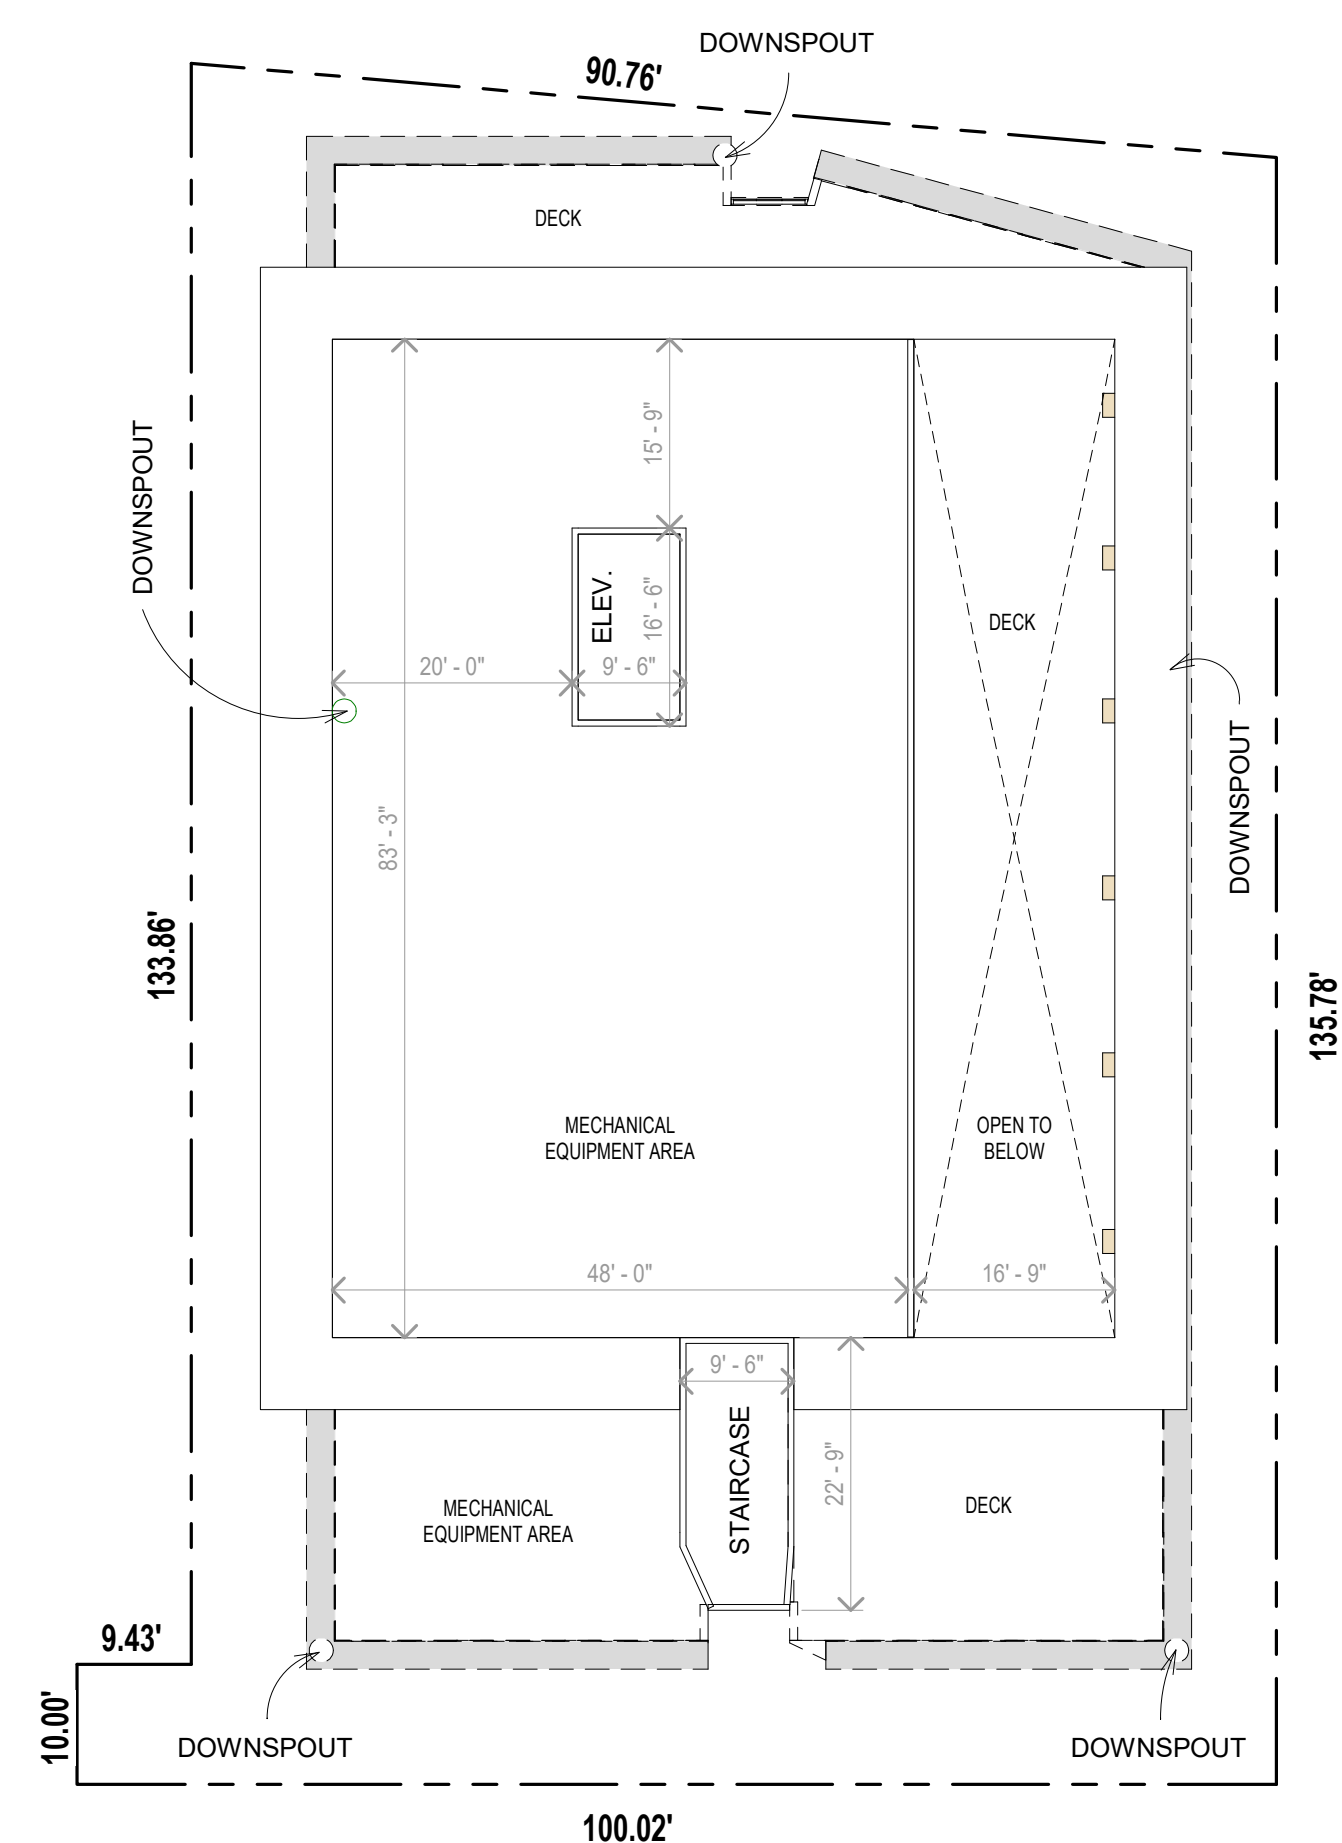 DOWNSPOUT
90.76'
DECK
DOWNSPOUT
15' - 9"
ELEV.
16' - 6"
DECK
20' - 0"
9' - 6"
83' - 3"
DOWNSPOUT
133.86'
135.78'
MECHANICAL
EQUIPMENT AREA
OPEN TO
BELOW
48' - 0"
16' - 9"
9' - 6"
STAIRCASE
22' - 9"
MECHANICAL
EQUIPMENT AREA
DECK
9.43'
10.00'
DOWNSPOUT
DOWNSPOUT
100.02'